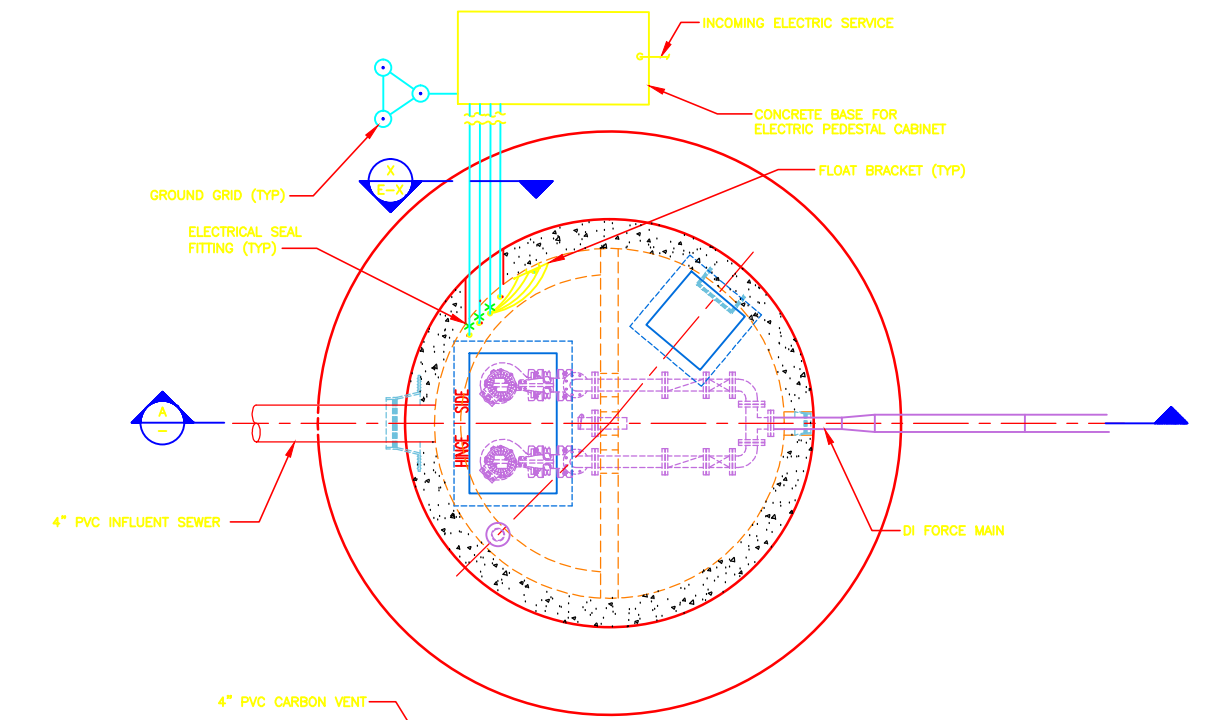 INCOMING ELECTRIC SERVICE
CONCRETE BASE FOR
ELECTRIC PEDESTAL CABINET
FLOAT BRACKET (TYP)
X
E-X
GROUND GRID (TYP)
ELECTRICAL SEAL
FITTING (TYP)
HINGE SIDE
A
-
4" PVC INFLUENT SEWER
DI FORCE MAIN
4" PVC CARBON VENT